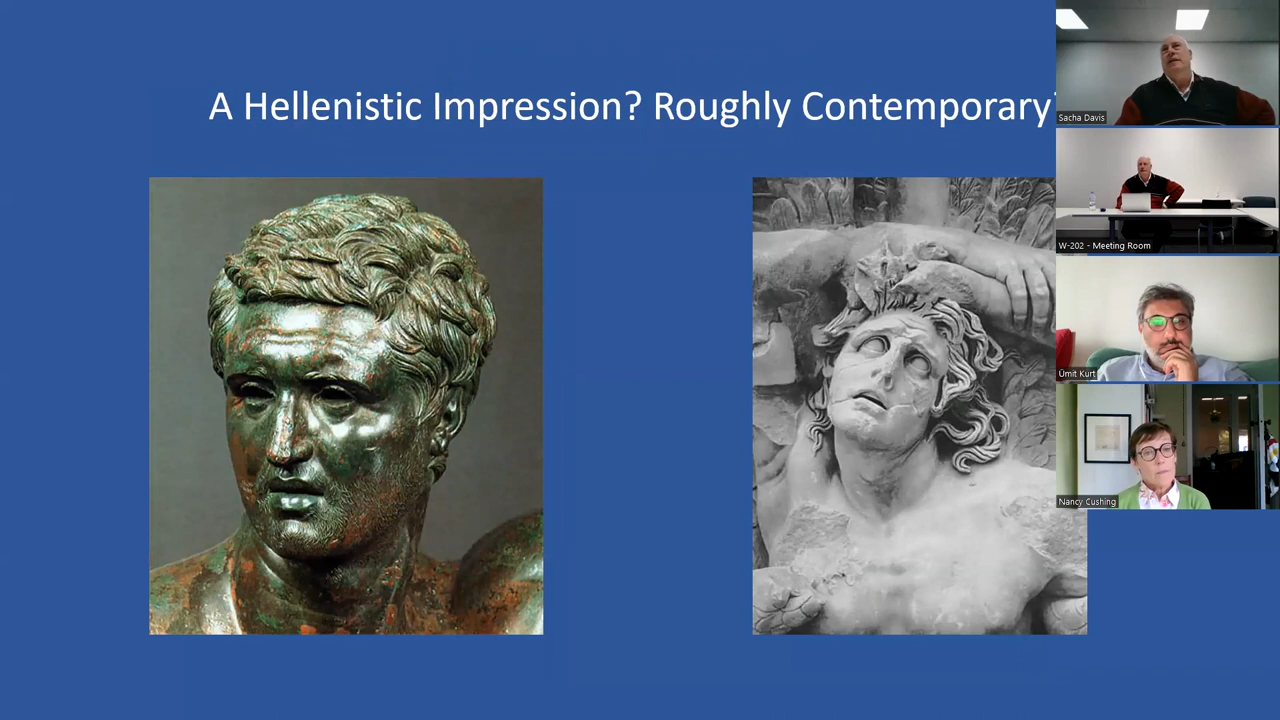 A Hellenistic Impression? Roughly Contemporary?
Sacha Davis
W-202 - Meeting Room
Ümit Kurt
Nancy Cushing